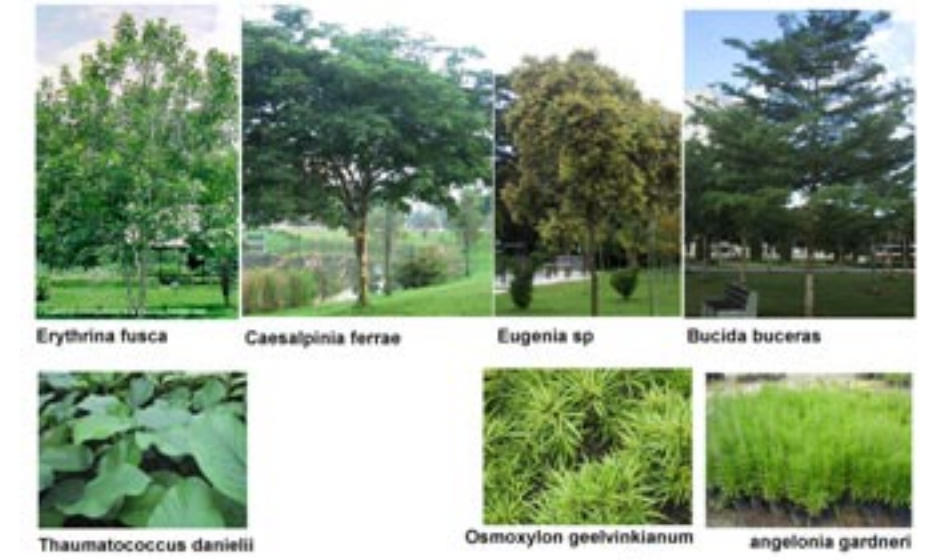 Erythrina fusca
Caesalpinia ferrae
Eugenia sp
Bucida buceras
Thaumatococcus danielii
Osmoxylon geelvinkianum
angelonia gardneri